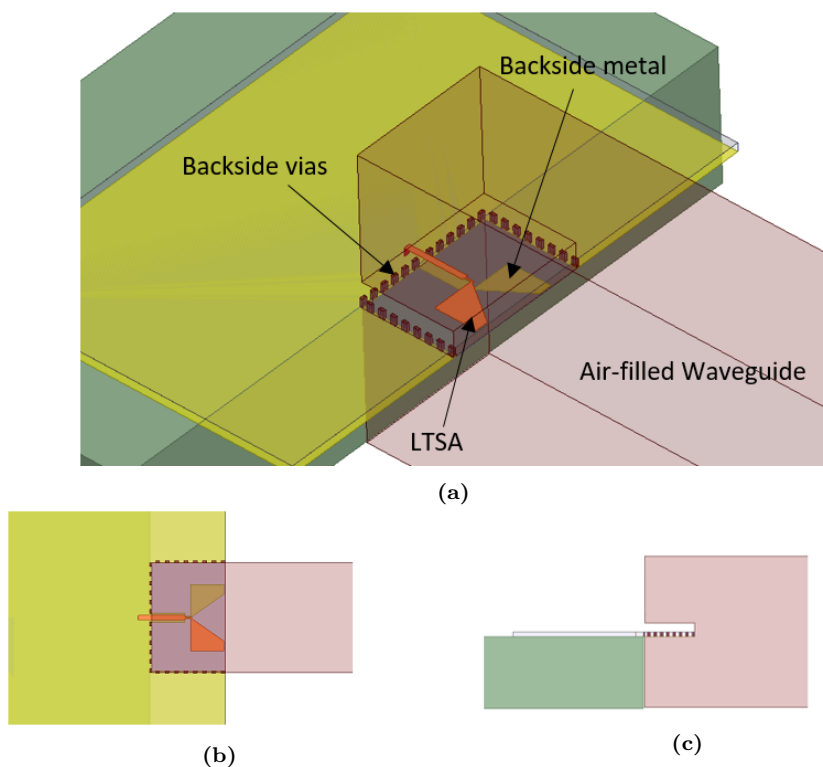 Backside metal
Backside vias
Air-filled Waveguide
LTSA
(a)
(b)
(c)